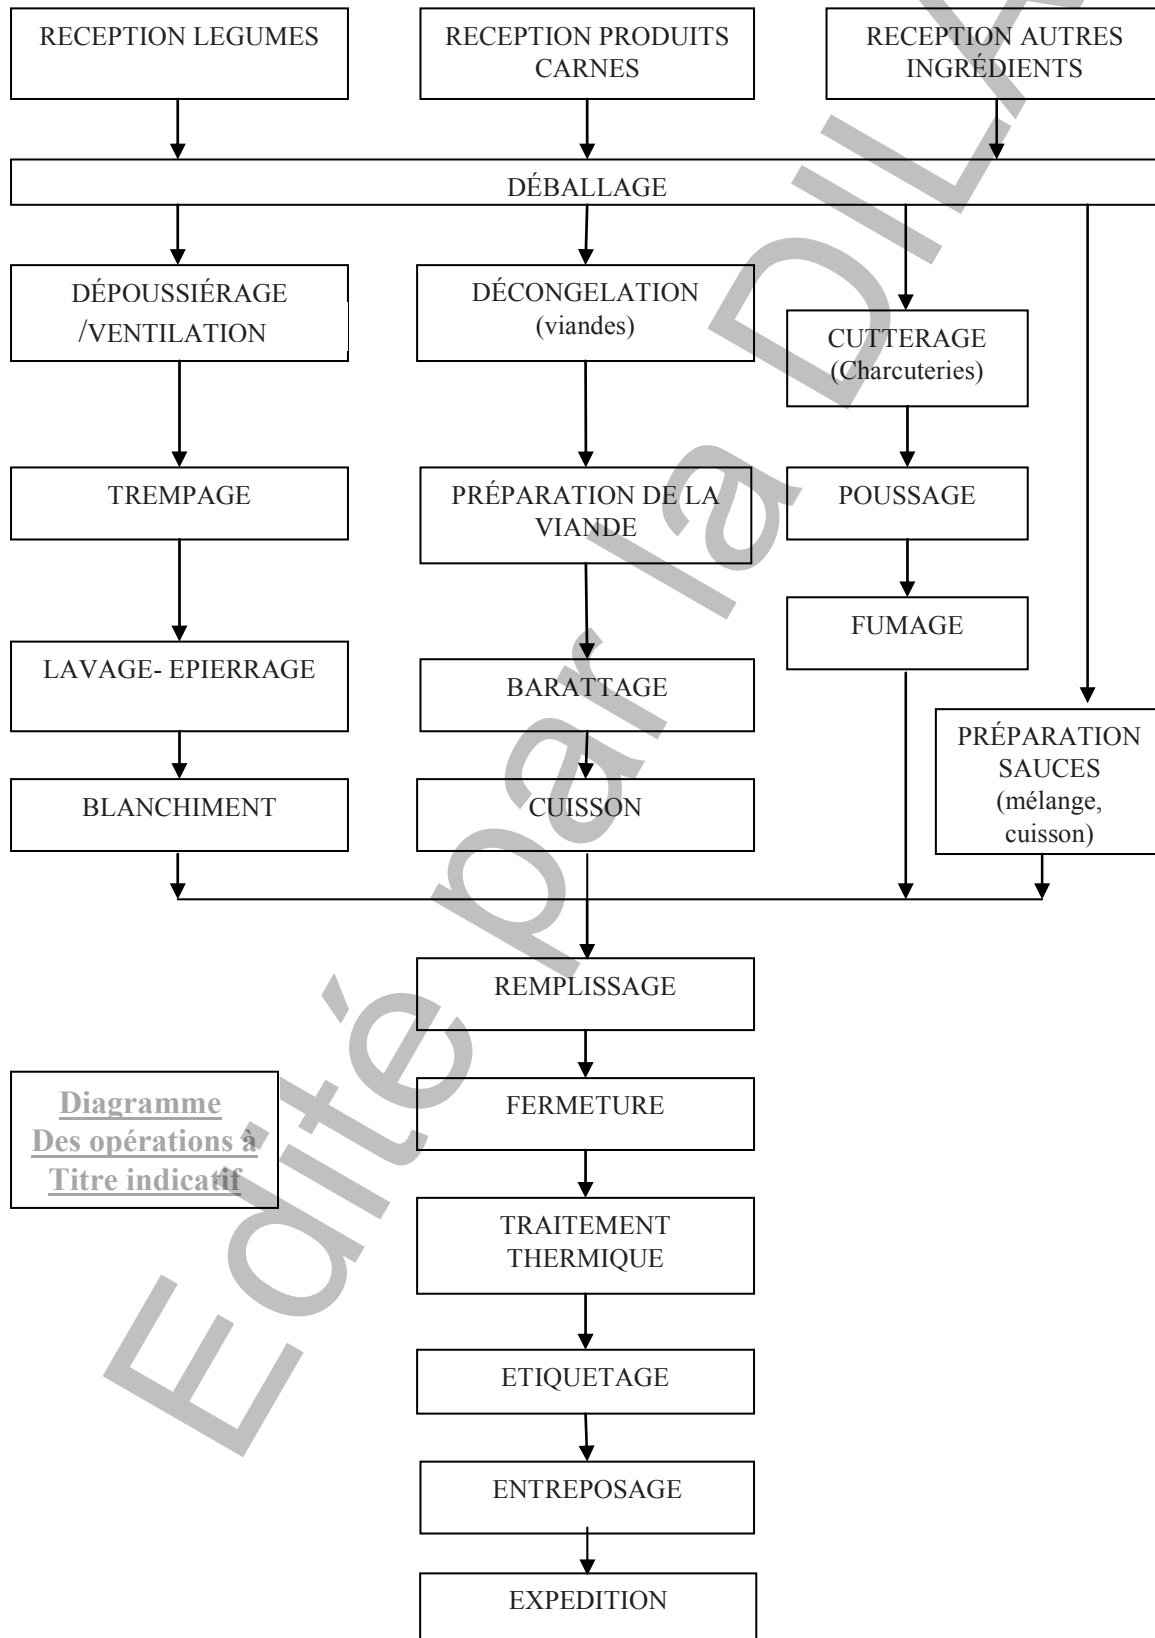 RECEPTION LEGUMES
RECEPTION PRODUITS
CARNES
RECEPTION AUTRES
INGRÉDIENTS
DÉBALLAGE
DÉPOUSSIÉRAGE
/VENTILATION
DÉCONGELATION
(viandes)
CUTTERAGE
(Charcuteries)
TREMPAGE
PRÉPARATION DE LA
VIANDE
POUSSAGE
FUMAGE
LAVAGE- EPIERRAGE
BARATTAGE
PRÉPARATION
SAUCES
(mélange,
cuisson)
BLANCHIMENT
CUISSON
REMPLISSAGE
FERMETURE
Diagramme
Des opérations à
Titre indicatif
TRAITEMENT
THERMIQUE
ETIQUETAGE
ENTREPOSAGE
EXPEDITION
Edité par la DILA